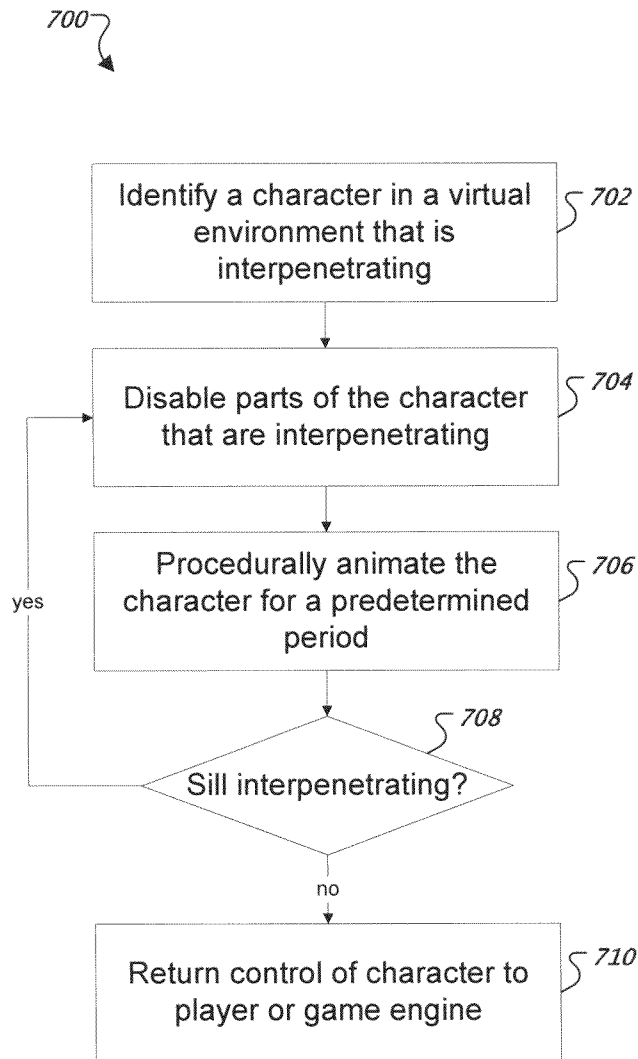 700
Identify a character in a virtual
environment that is
interpenetrating
702
Disable parts of the character
that are interpenetrating
704
Procedurally animate the
character for a predetermined
period
706
yes
708
Sill interpenetrating?
no
Return control of character to
player or game engine
710